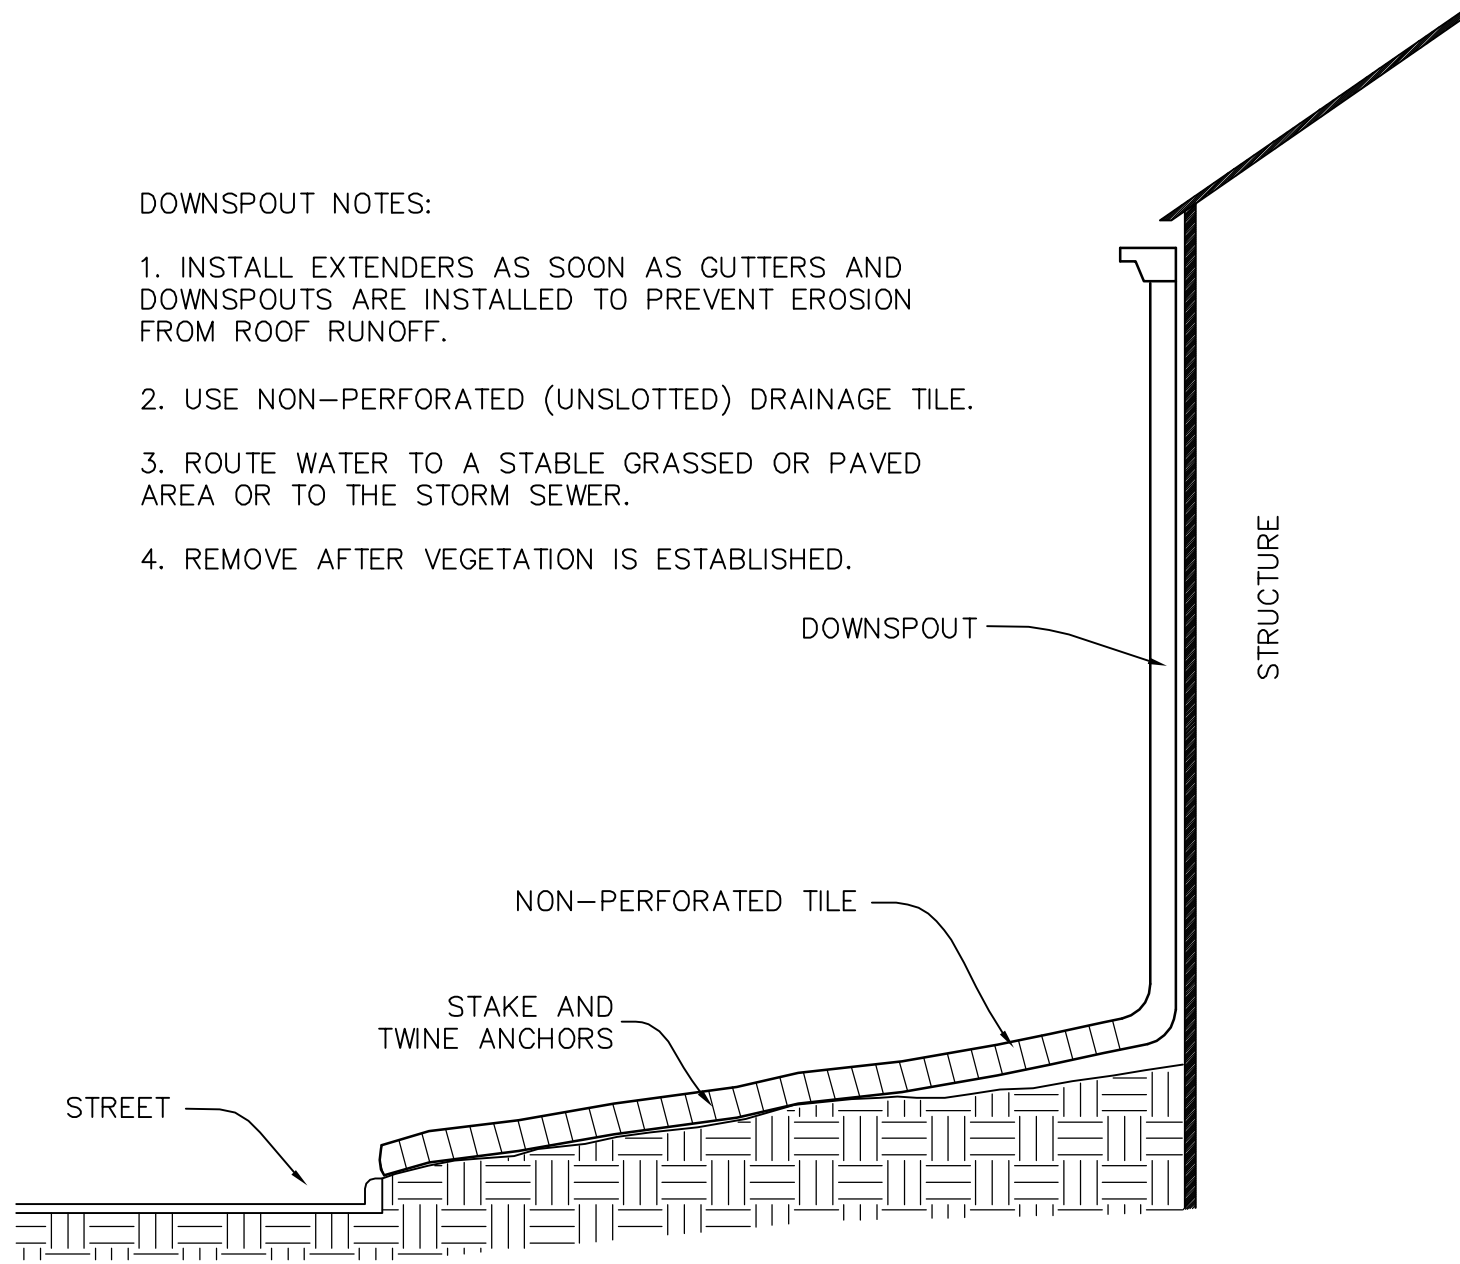 DOWNSPOUT NOTES:
1. INSTALL EXTENDERS AS SOON AS GUTTERS AND
DOWNSPOUTS ARE INSTALLED TO PREVENT EROSION
FROM ROOF RUNOFF.
2. USE NON-PERFORATED (UNSLOTTED) DRAINAGE TILE.
3. ROUTE WATER TO A STABLE GRASSED OR PAVED
AREA OR TO THE STORM SEWER.
4. REMOVE AFTER VEGETATION IS ESTABLISHED.
STRUCTURE
DOWNSPOUT
NON-PERFORATED TILE
STAKE AND
TWINE ANCHORS
STREET